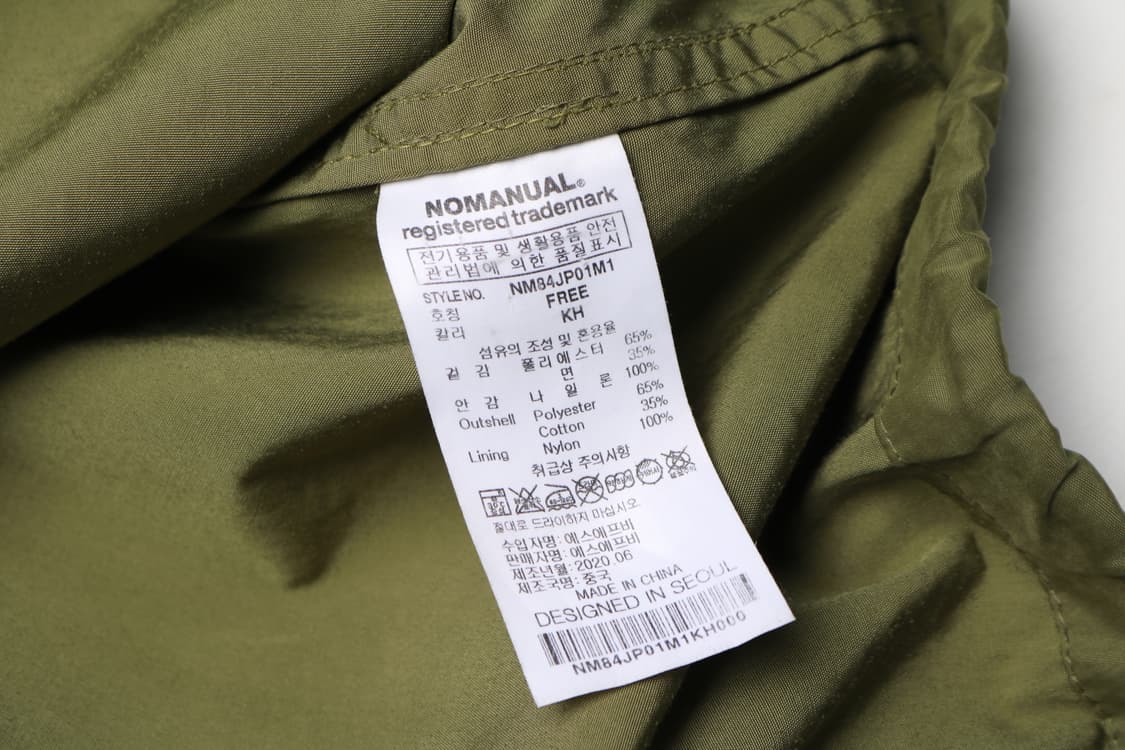 NOMANUAL®
registered trademark
전기용품 및 생활용품 안전
관리법에 의한 품질표시
STYLE NO. NM84JP01M1
호칭 FREE
칼라 KH
섬유의 조성 및 혼용율
겉 감 폴리에스터 65%
면 35%
안 감 나 일 론 100%
Outshell Polyester 65%
Cotton 35%
Lining Nylon 100%
취급상 주의사항
절대로 드라이하지 마십시오.
수입자명: 에스에프비
판매자명: 에스에프비
제조년월: 2020.06
제조국명: 중국
MADE IN CHINA
DESIGNED IN SEOUL
NM84JP01M1KH000